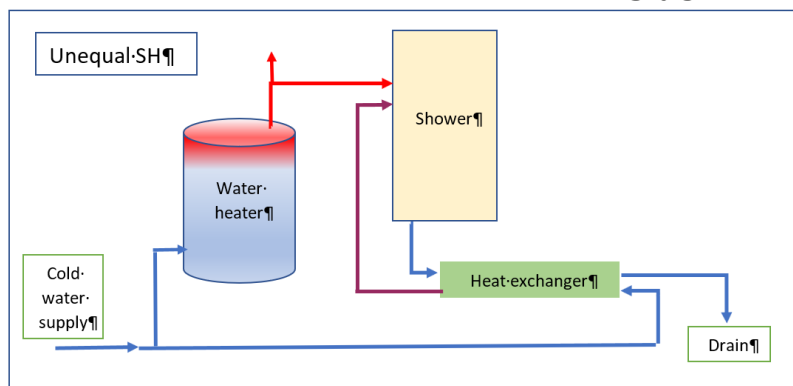 Unequal·SH¶
Shower¶
Water·
heater¶
Cold·
water·
supply¶
Heat·exchanger¶
Drain¶